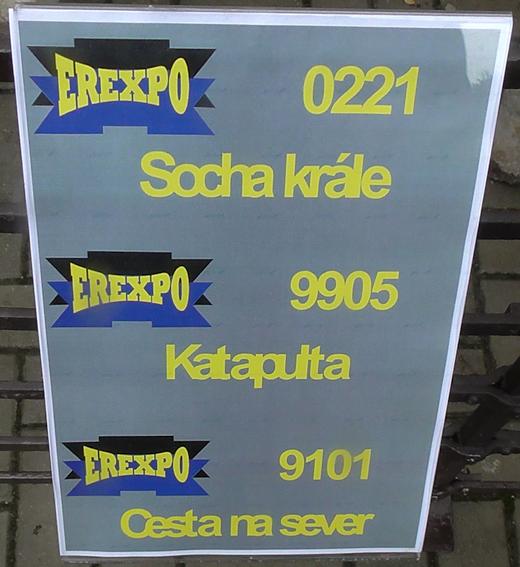 EREXPO 0221
Socha krále
EREXPO 9905
Katapulta
EREXPO 9101
Cesta na sever